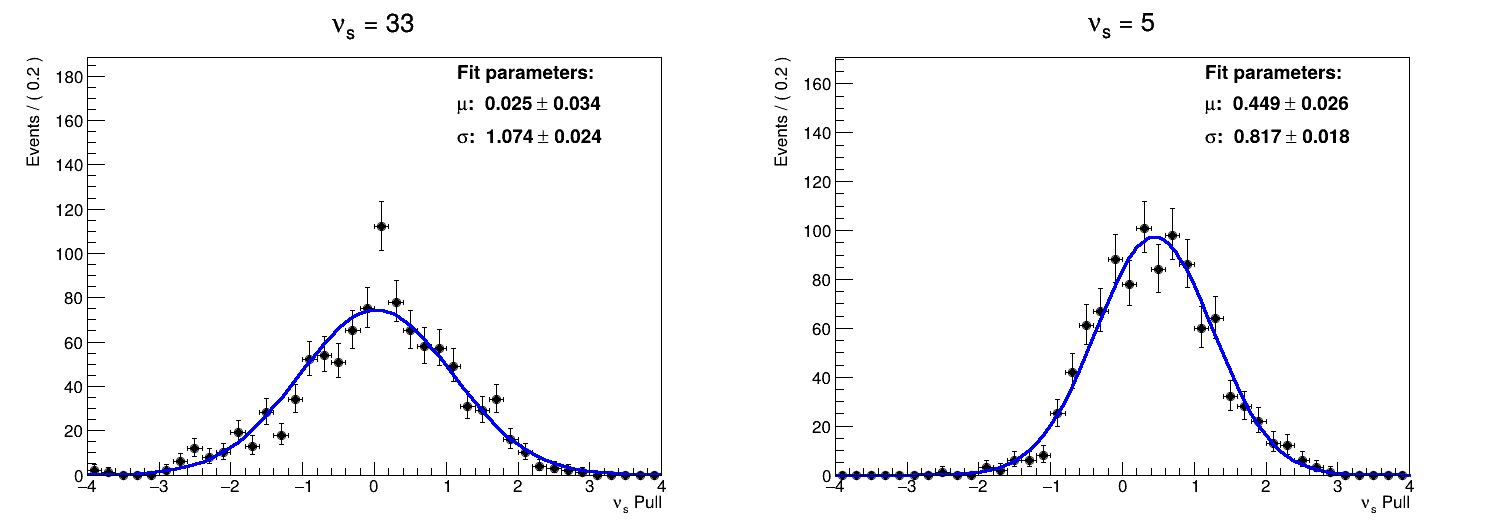 νs = 33
Events / ( 0.2 )
Fit parameters:
μ: 0.025 ± 0.034
σ: 1.074 ± 0.024
180
160
140
120
100
80
60
40
20
0
−4 −3 −2 −1 0 1 2 3 4
νs Pull
νs = 5
Events / ( 0.2 )
Fit parameters:
μ: 0.449 ± 0.026
σ: 0.817 ± 0.018
160
140
120
100
80
60
40
20
0
−4 −3 −2 −1 0 1 2 3 4
νs Pull